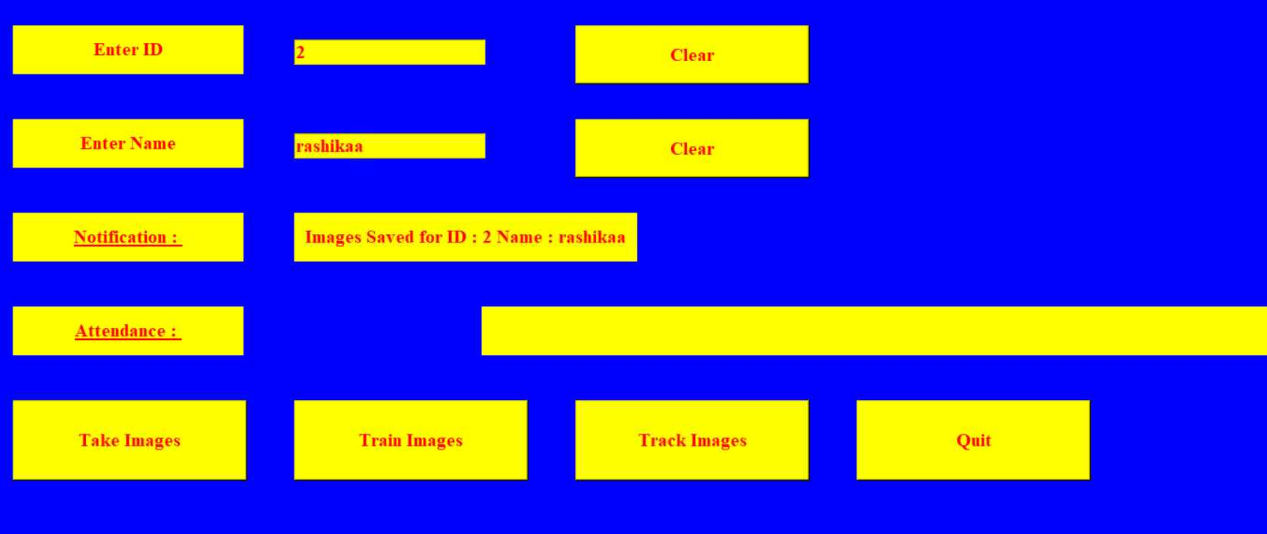 Enter ID 2 Clear
Enter Name rashikaa Clear
Notification : Images Saved for ID : 2 Name : rashikaa
Attendance :
Take Images Train Images Track Images Quit